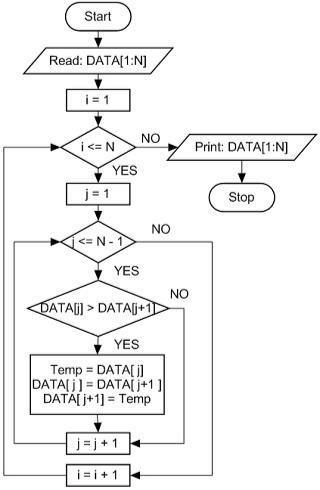 Start
Read: DATA[1:N]
i = 1
i <= N
NO
Print: DATA[1:N]
YES
j = 1
Stop
j <= N - 1
NO
YES
DATA[j] > DATA[j+1]
NO
YES
Temp = DATA[ j]
DATA[ j ] = DATA[ j+1 ]
DATA[ j+1] = Temp
j = j + 1
i = i + 1